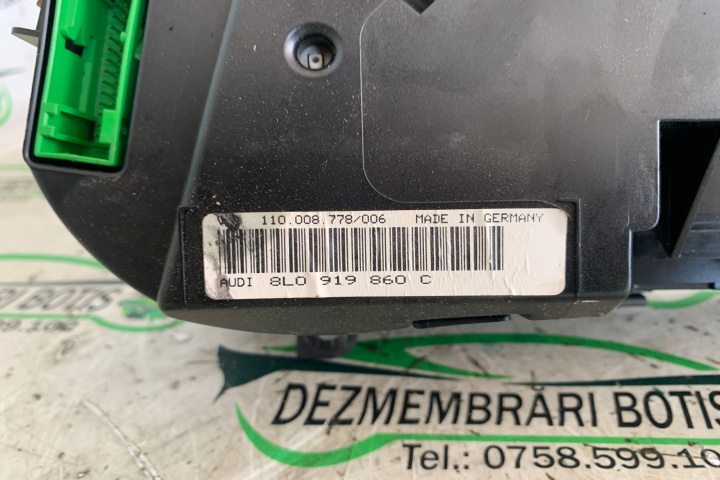 110.008.778/006 MADE IN GERMANY
AUDI 8L0 919 860 C
DEZMEMBRĂRI BOTIS
Tel.: 0758.599.10